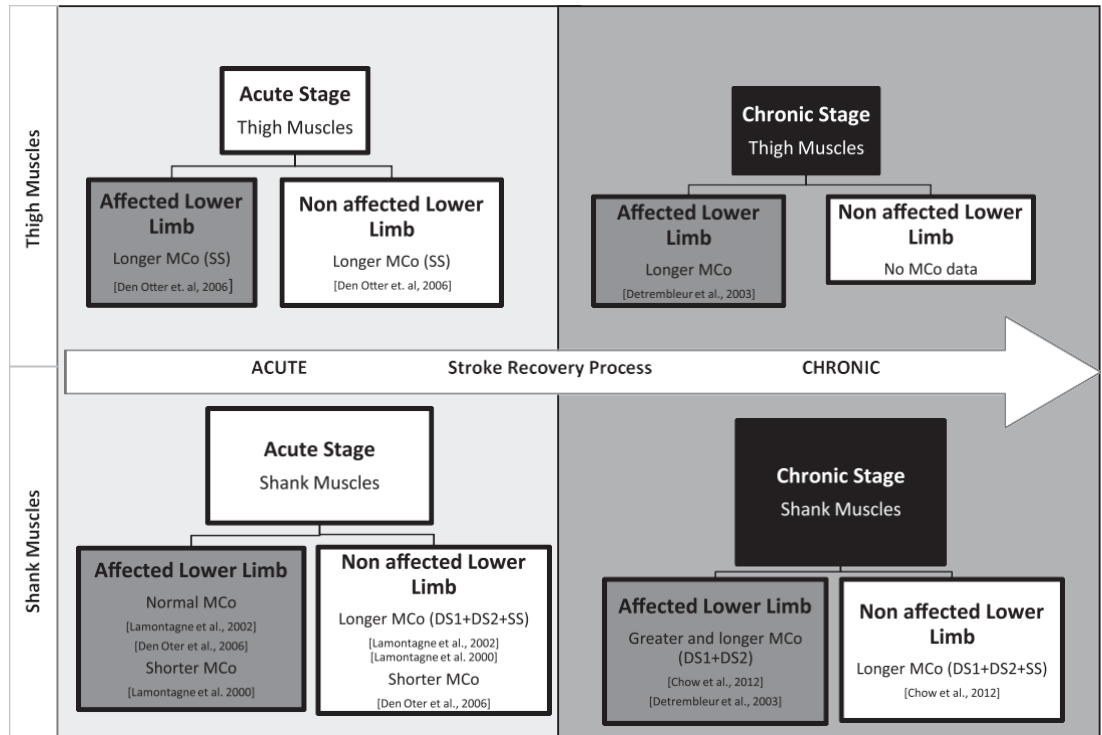 Thigh Muscles
Acute Stage
Thigh Muscles
Affected Lower
Limb
Longer MCo (SS)
[Den Otter et. al, 2006]
Non affected Lower
Limb
Longer MCo (SS)
[Den Otter et. al, 2006]
Chronic Stage
Thigh Muscles
Affected Lower
Limb
Longer MCo
[Detrembleur et al., 2003]
Non affected Lower
Limb
No MCo data
ACUTE Stroke Recovery Process CHRONIC
Shank Muscles
Acute Stage
Shank Muscles
Affected Lower Limb
Normal MCo
[Lamontagne et al., 2002]
[Den Oter et al., 2006]
Shorter MCo
[Lamontagne et al. 2000]
Non affected Lower
Limb
Longer MCo (DS1+DS2+SS)
[Lamontagne et al., 2002]
[Lamontagne et al. 2000]
Shorter MCo
[Den Oter et al., 2006]
Chronic Stage
Shank Muscles
Affected Lower Limb
Greater and longer MCo
(DS1+DS2)
[Chow et al., 2012]
[Detrembleur et al., 2003]
Non affected Lower
Limb
Longer MCo (DS1+DS2+SS)
[Chow et al., 2012]